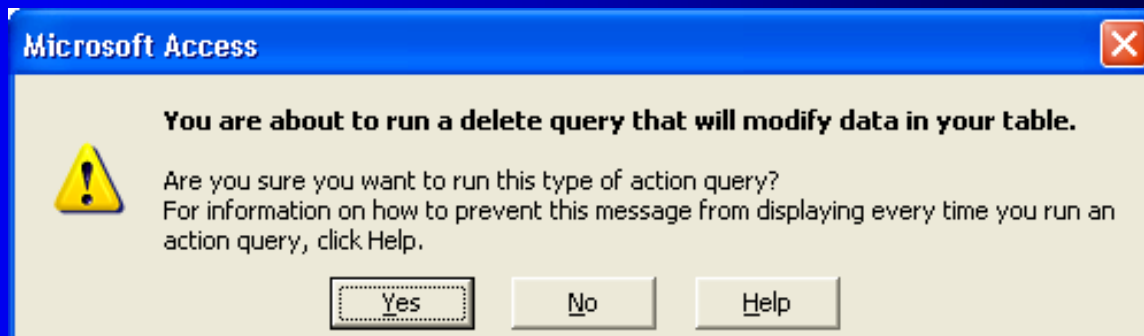 Microsoft Access
You are about to run a delete query that will modify data in your table.
Are you sure you want to run this type of action query?
For information on how to prevent this message from displaying every time you run an
action query, click Help.
Yes No Help